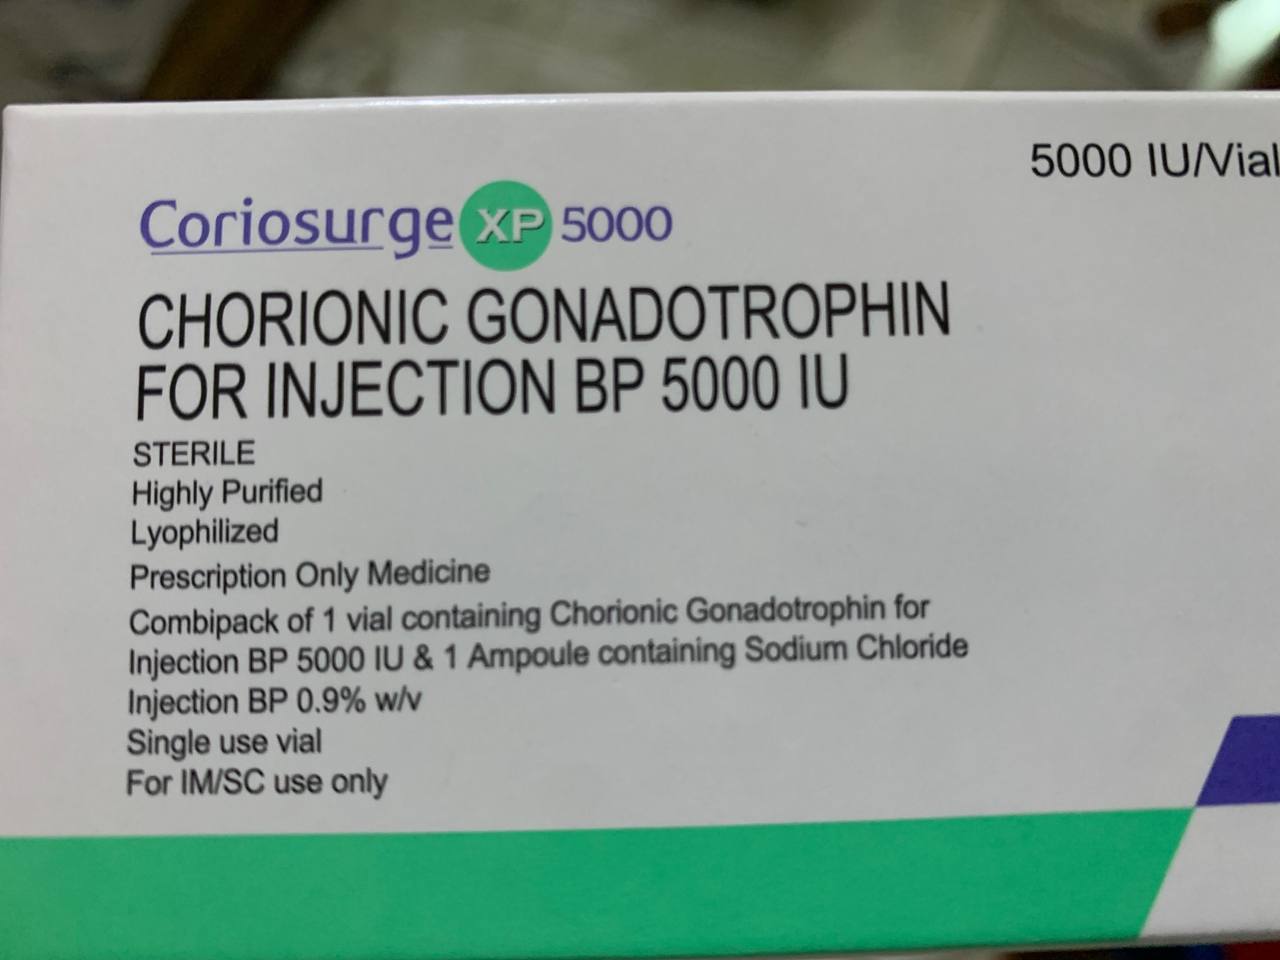 5000 IU/Vial
Coriosurge XP 5000
CHORIONIC GONADOTROPHIN
FOR INJECTION BP 5000 IU
STERILE
Highly Purified
Lyophilized
Prescription Only Medicine
Combipack of 1 vial containing Chorionic Gonadotrophin for
Injection BP 5000 IU & 1 Ampoule containing Sodium Chloride
Injection BP 0.9% w/v
Single use vial
For IM/SC use only